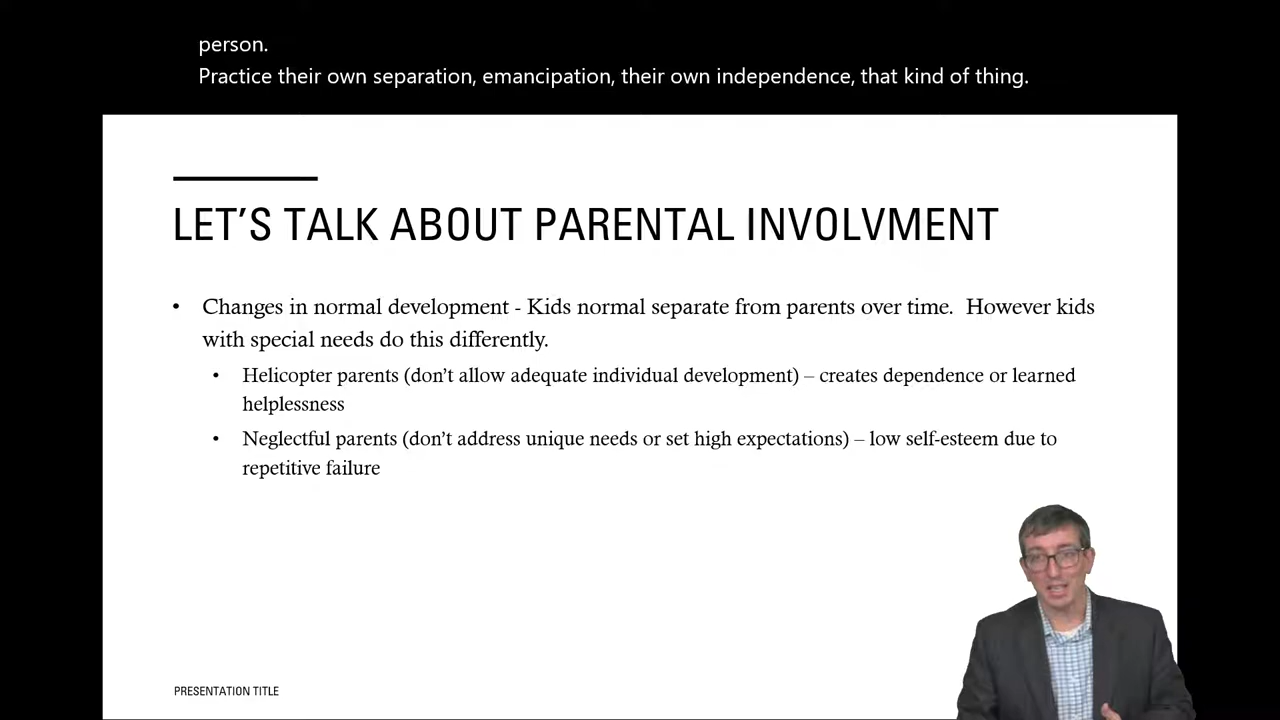 person.
Practice their own separation, emancipation, their own independence, that kind of thing.
LET’S TALK ABOUT PARENTAL INVOLVMENT
• Changes in normal development - Kids normal separate from parents over time.  However kids
with special needs do this differently.
• Helicopter parents (don’t allow adequate individual development) – creates dependence or learned
helplessness
• Neglectful parents (don’t address unique needs or set high expectations) – low self-esteem due to
repetitive failure
PRESENTATION TITLE